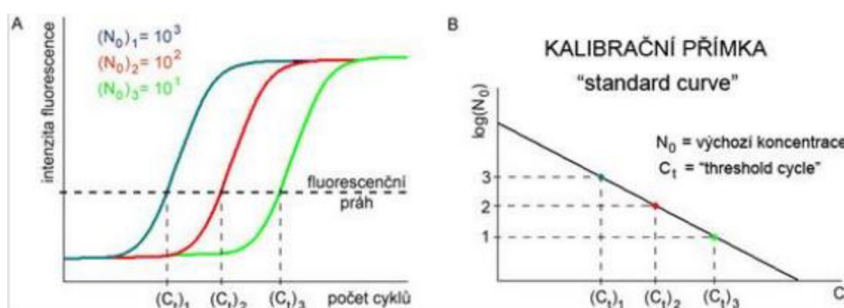 A
(N₀)₁ = 10³
(N₀)₂ = 10²
(N₀)₃ = 10¹
intenzita fluorescence
fluorescenční
práh
(Cₜ)₁ (Cₜ)₂ (Cₜ)₃ počet cyklů
B
KALIBRAČNÍ PŘÍMKA
“standard curve”
log(N₀)
N₀ = výchozí koncentrace
Cₜ = “threshold cycle”
3
2
1
(Cₜ)₁ (Cₜ)₂ (Cₜ)₃ C